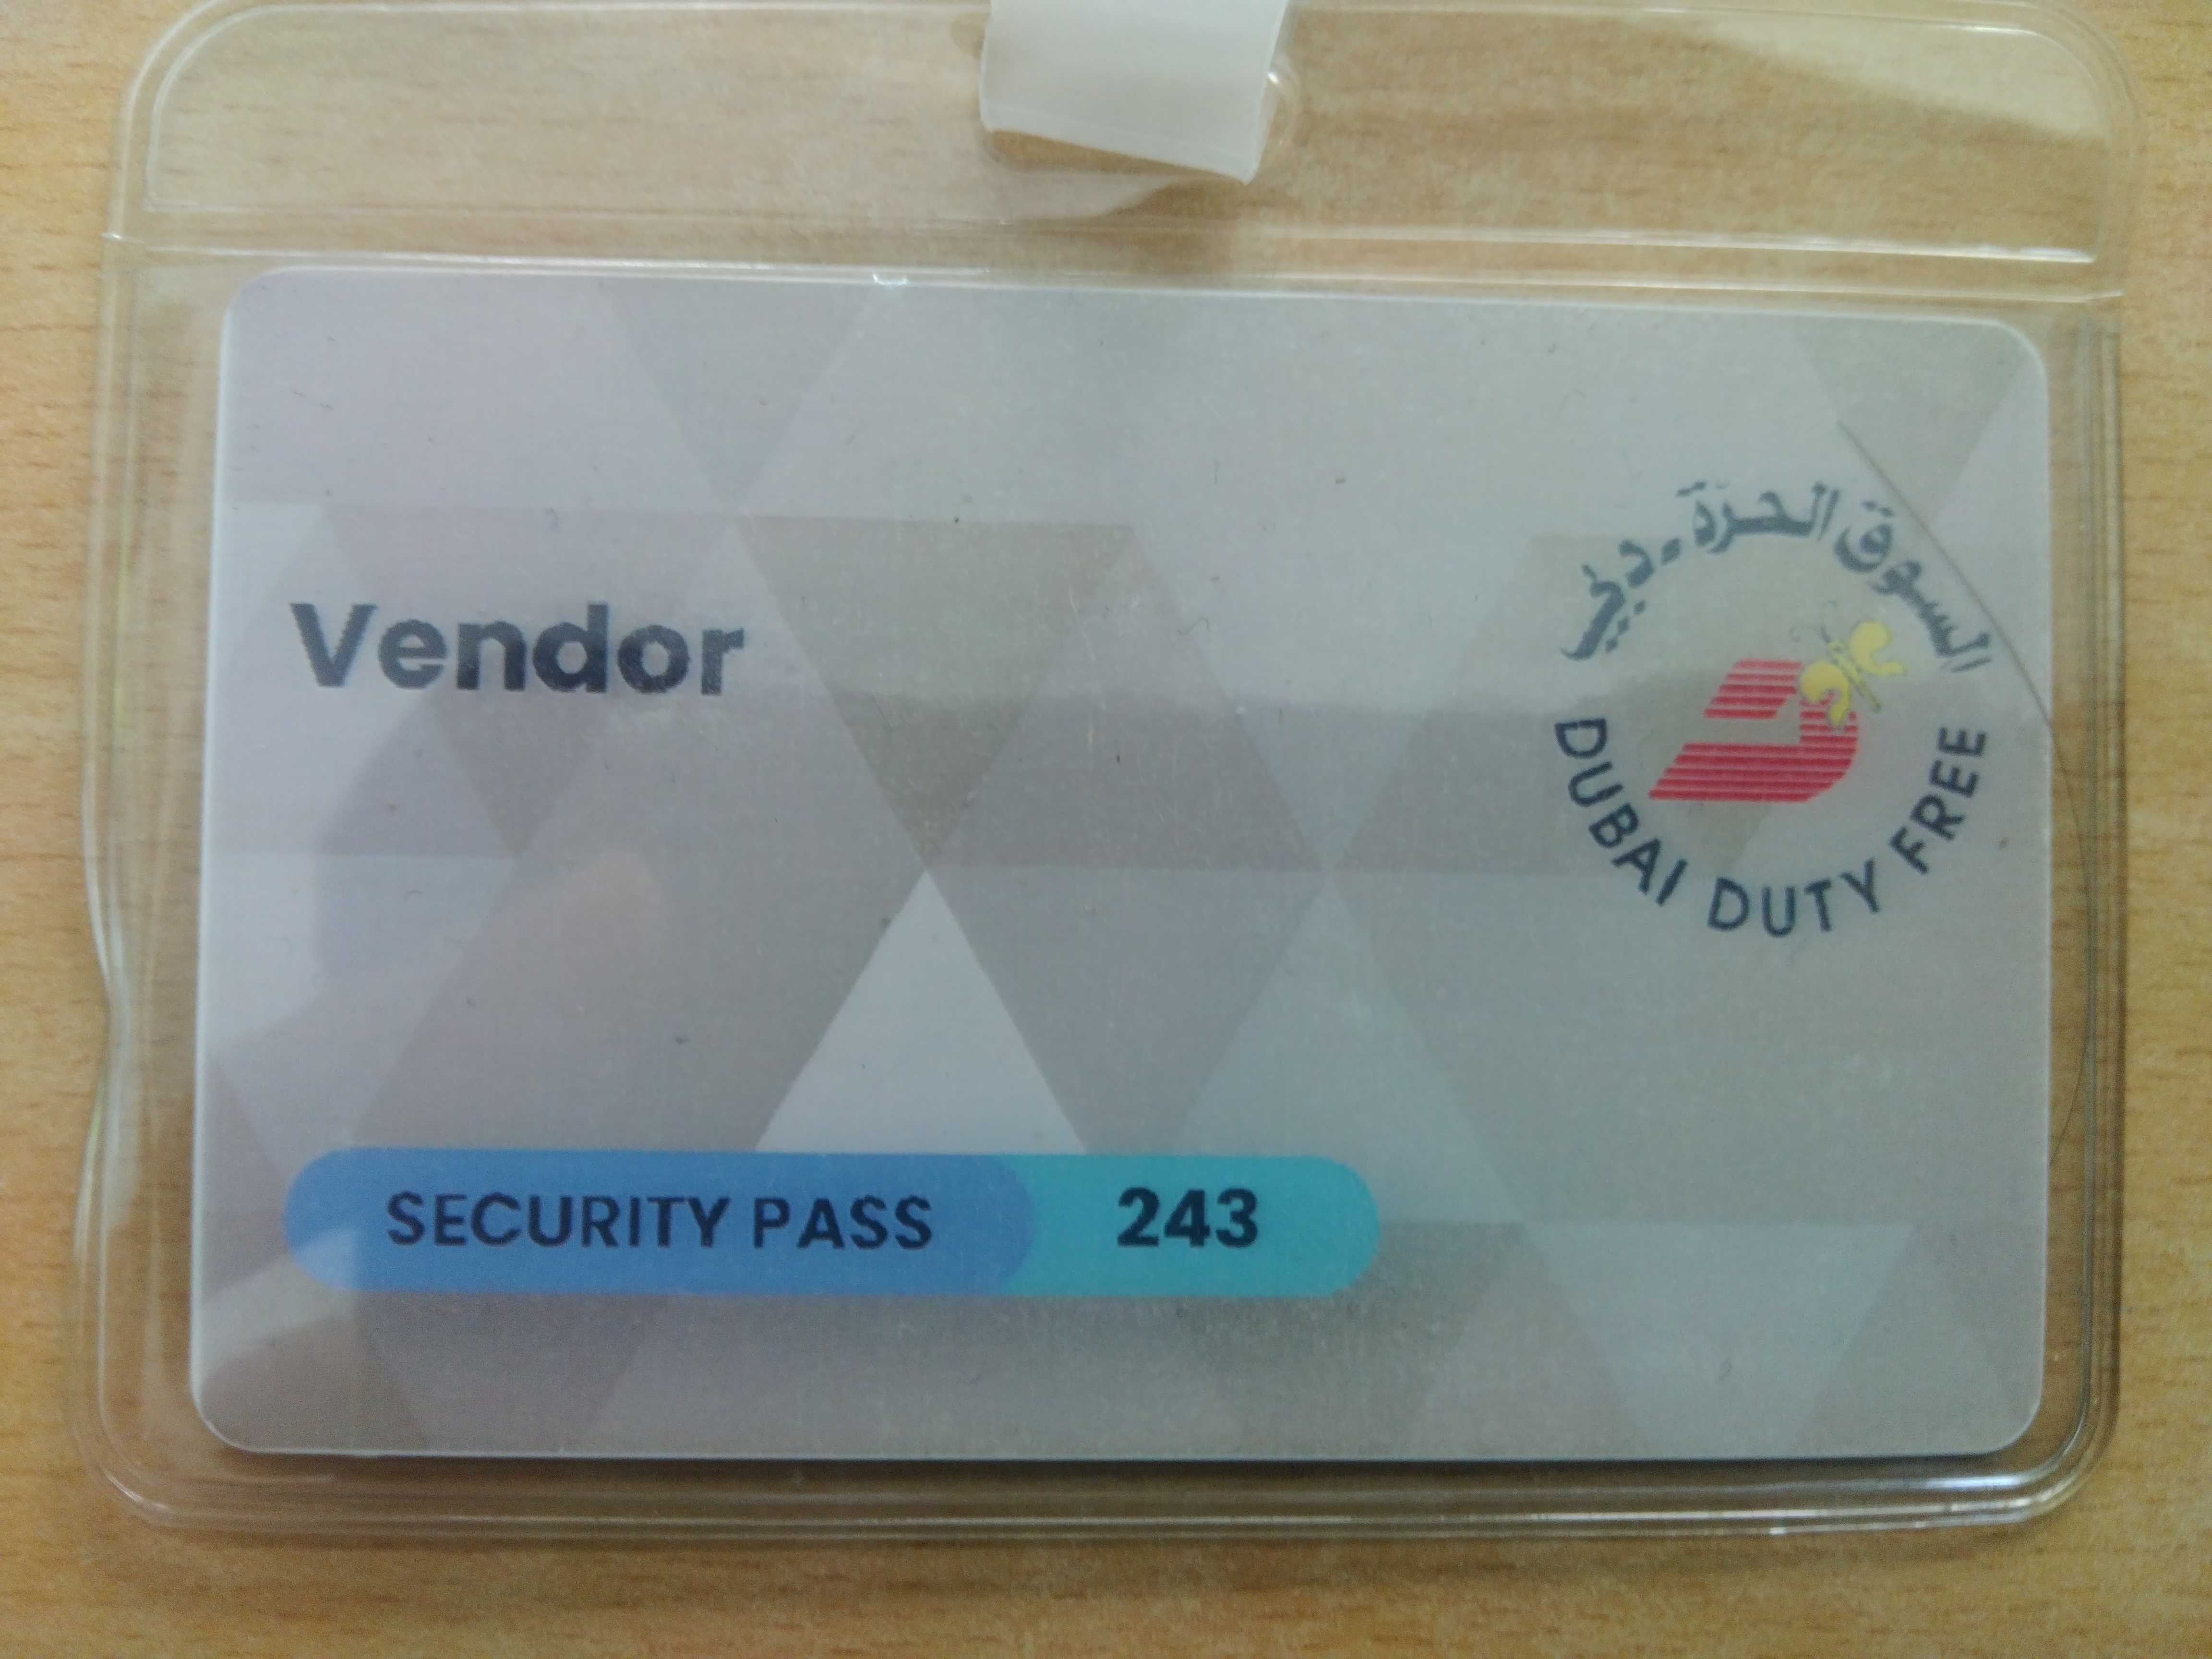 Vendor
السوق الحرة - دبي
DUBAI DUTY FREE
SECURITY PASS 243